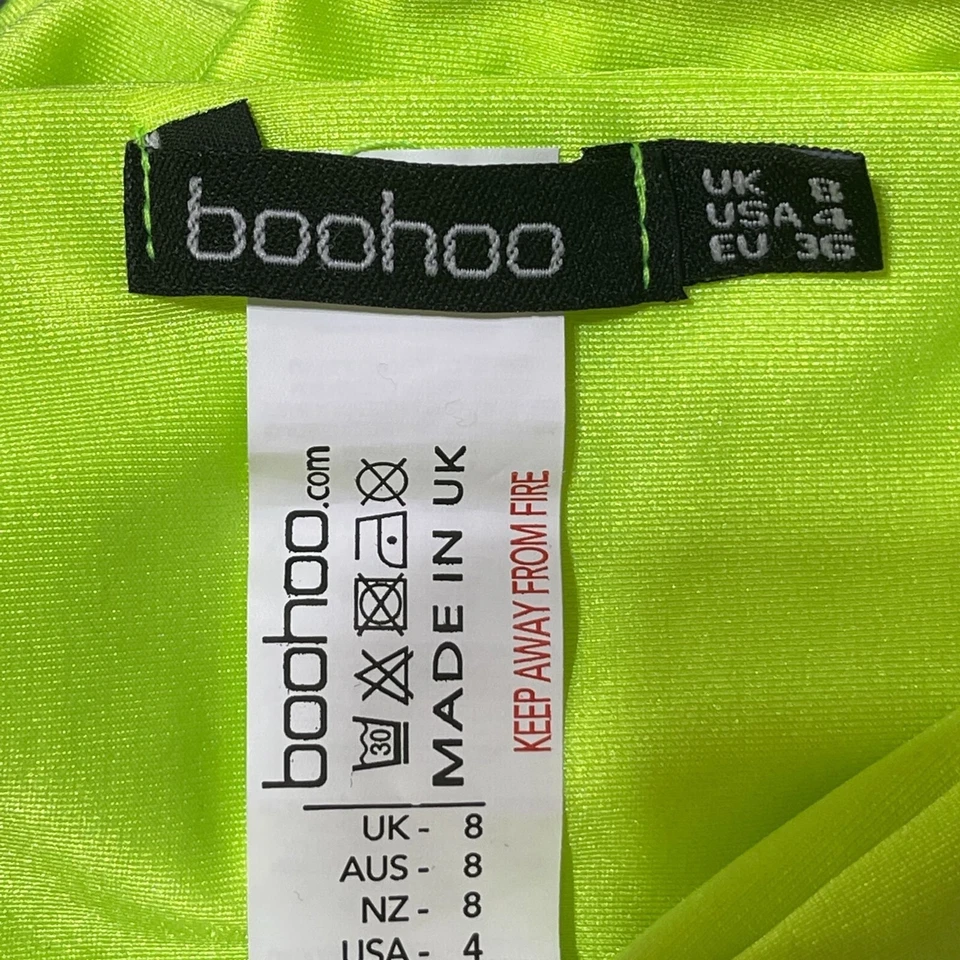 boohoo
UK 8
USA 4
EU 36
boohoo.com
30
MADE IN UK
KEEP AWAY FROM FIRE
UK - 8
AUS - 8
NZ - 8
USA - 4